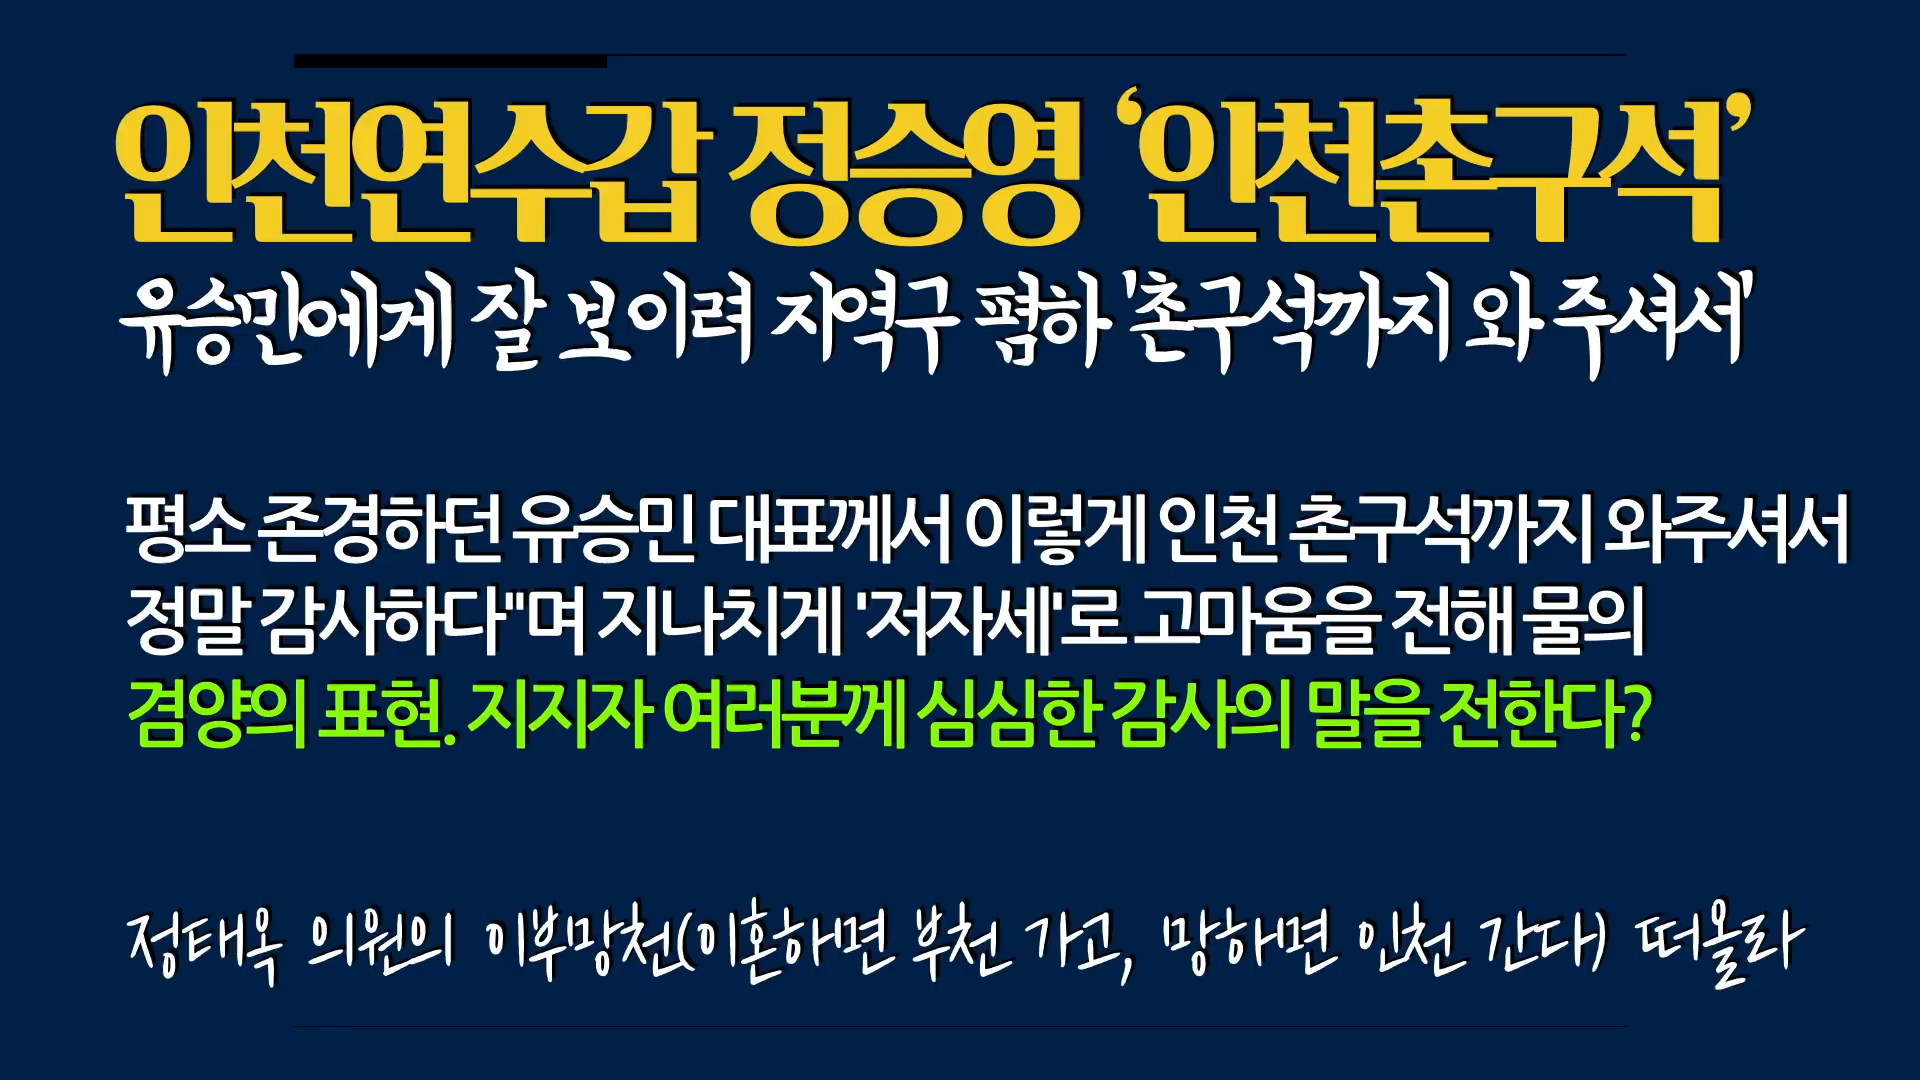 인천연수갑 정승영 ‘인천촌구석’
유승민에게 잘 보이려 지역구 폄하 '촌구석까지 와 주셔서'
평소 존경하던 유승민 대표께서 이렇게 인천 촌구석까지 와주셔서
정말 감사하다"며 지나치게 '저자세'로 고마움을 전해 물의
겸양의 표현. 지지자 여러분께 심심한 감사의 말을 전한다?
정태옥 의원의 이부망천(이혼하면 부천 가고, 망하면 인천 간다) 떠올라